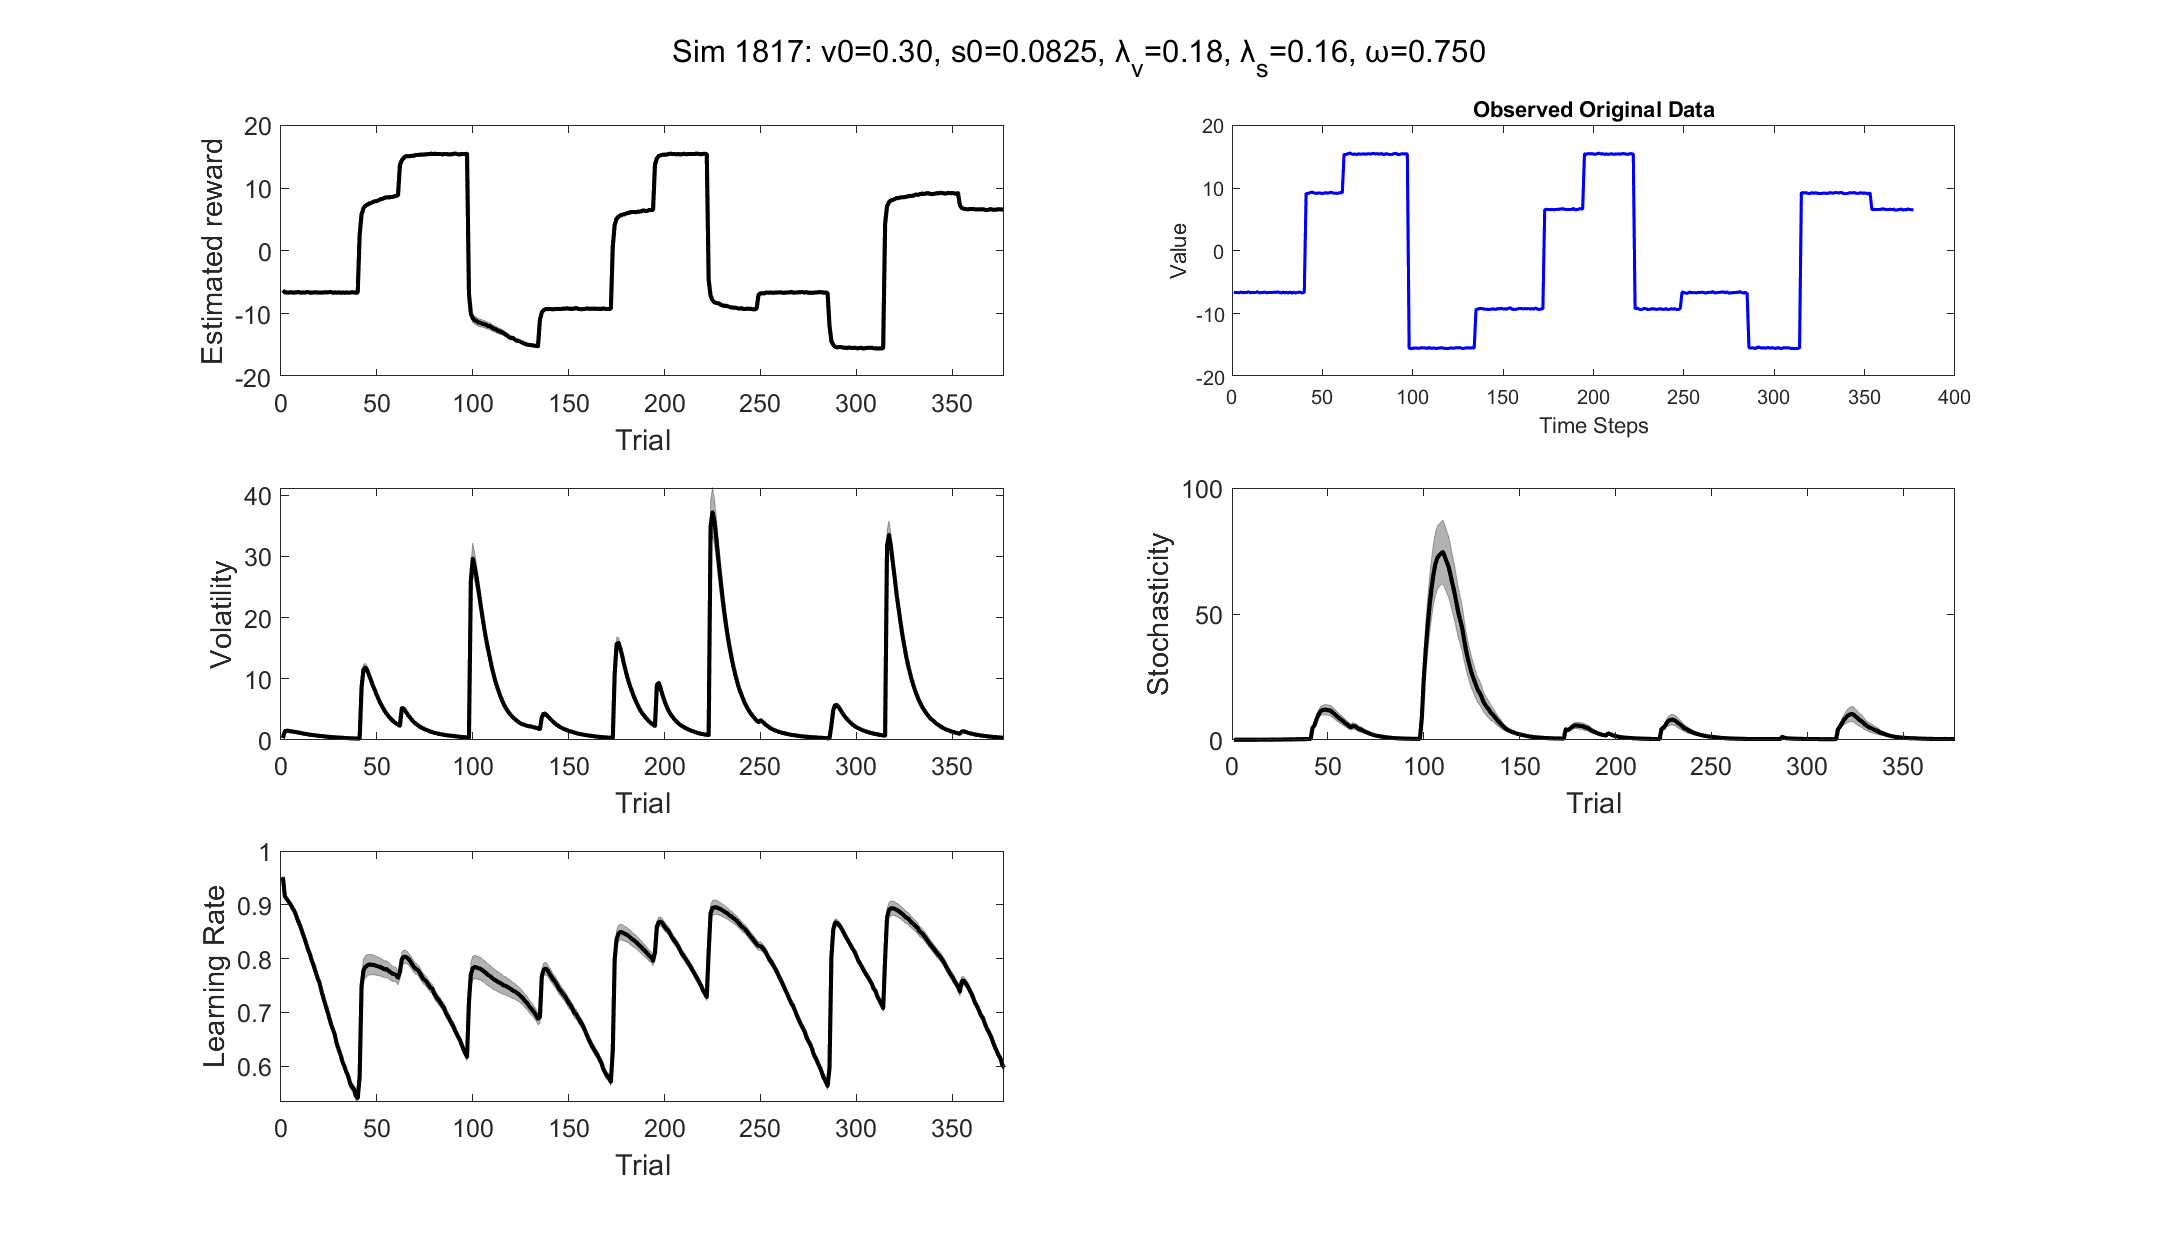 Sim 1817: v0=0.30, s0=0.0825, λ_v=0.18, λ_s=0.16, ω=0.750
Estimated reward
20
10
0
-10
-20
0 50 100 150 200 250 300 350
Trial
Observed Original Data
Value
20
10
0
-10
-20
0 50 100 150 200 250 300 350 400
Time Steps
Volatility
40
30
20
10
0
0 50 100 150 200 250 300 350
Trial
Stochasticity
100
50
0
0 50 100 150 200 250 300 350
Trial
Learning Rate
1
0.9
0.8
0.7
0.6
0 50 100 150 200 250 300 350
Trial